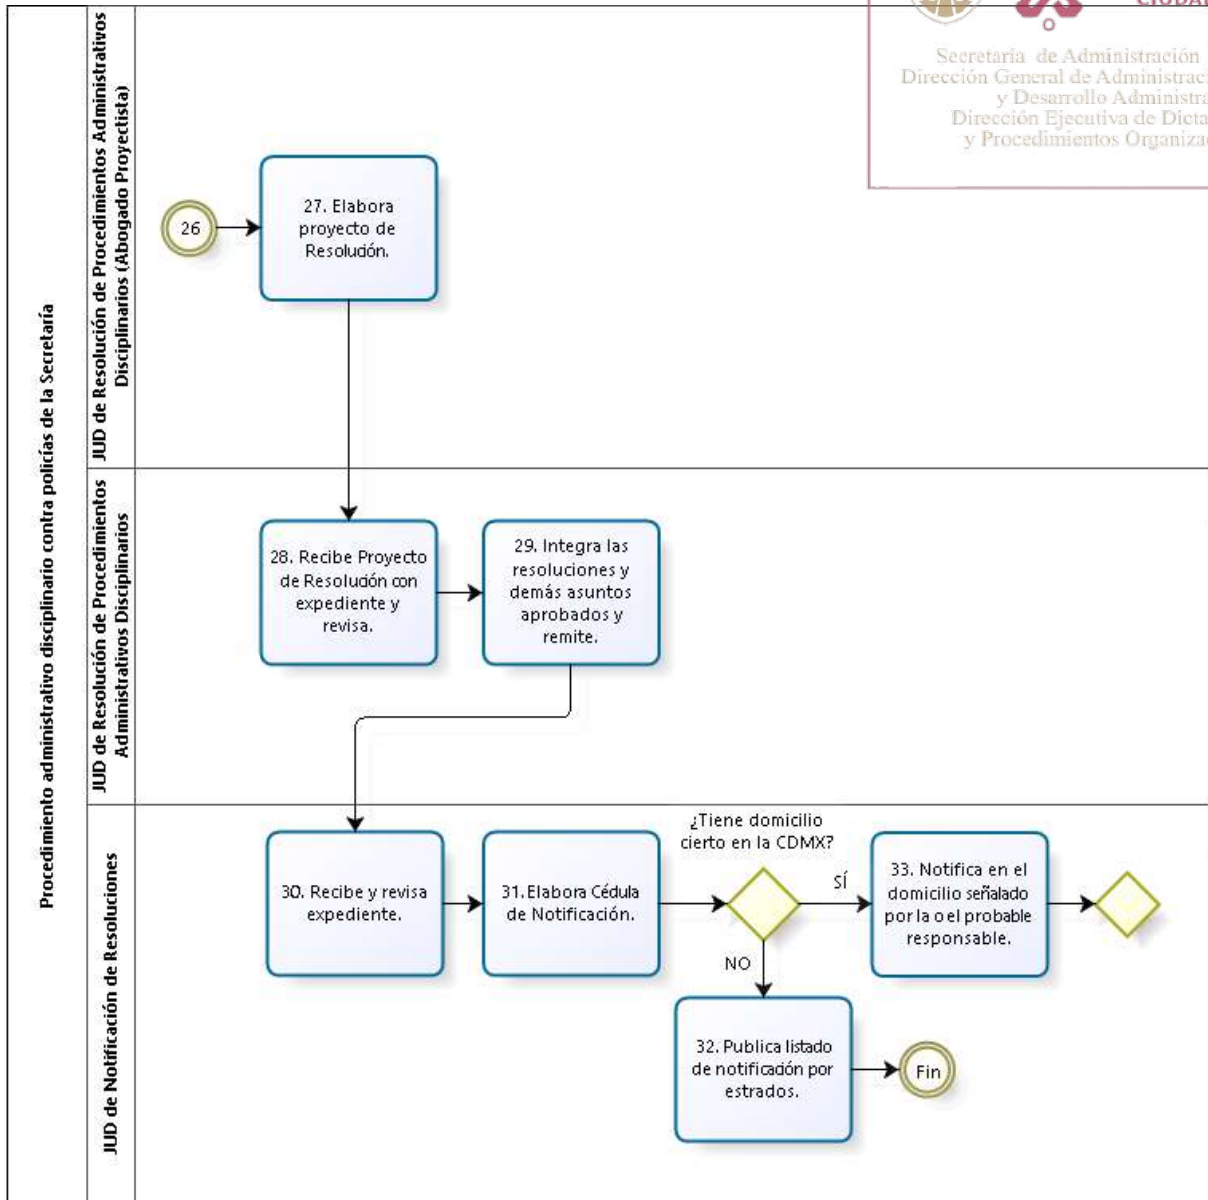 Secretaría de Administración
Dirección General de
y Desarrollo
Dirección Ejecutiva de
y Procedimientos
Procedimiento administrativo disciplinario contra policías de la Secretaría
JUD de Resolución de Procedimientos Administrativos
Disciplinarios (Abogado Proyectista)
26
27. Elabora
proyecto de
Resolución.
JUD de Resolución de Procedimientos
Administrativos Disciplinarios
28. Recibe Proyecto
de Resolución con
expediente y
revisa.
29. Integra las
resoluciones y
demás asuntos
aprobados y
remite.
JUD de Notificación de Resoluciones
30. Recibe y revisa
expediente.
31. Elabora Cédula
de Notificación.
¿Tiene domicilio
cierto en la CDMX?
SÍ
NO
33. Notifica en el
domicilio señalado
por la o el probable
responsable.
32. Publica listado
de notificación por
estrados.
Fin